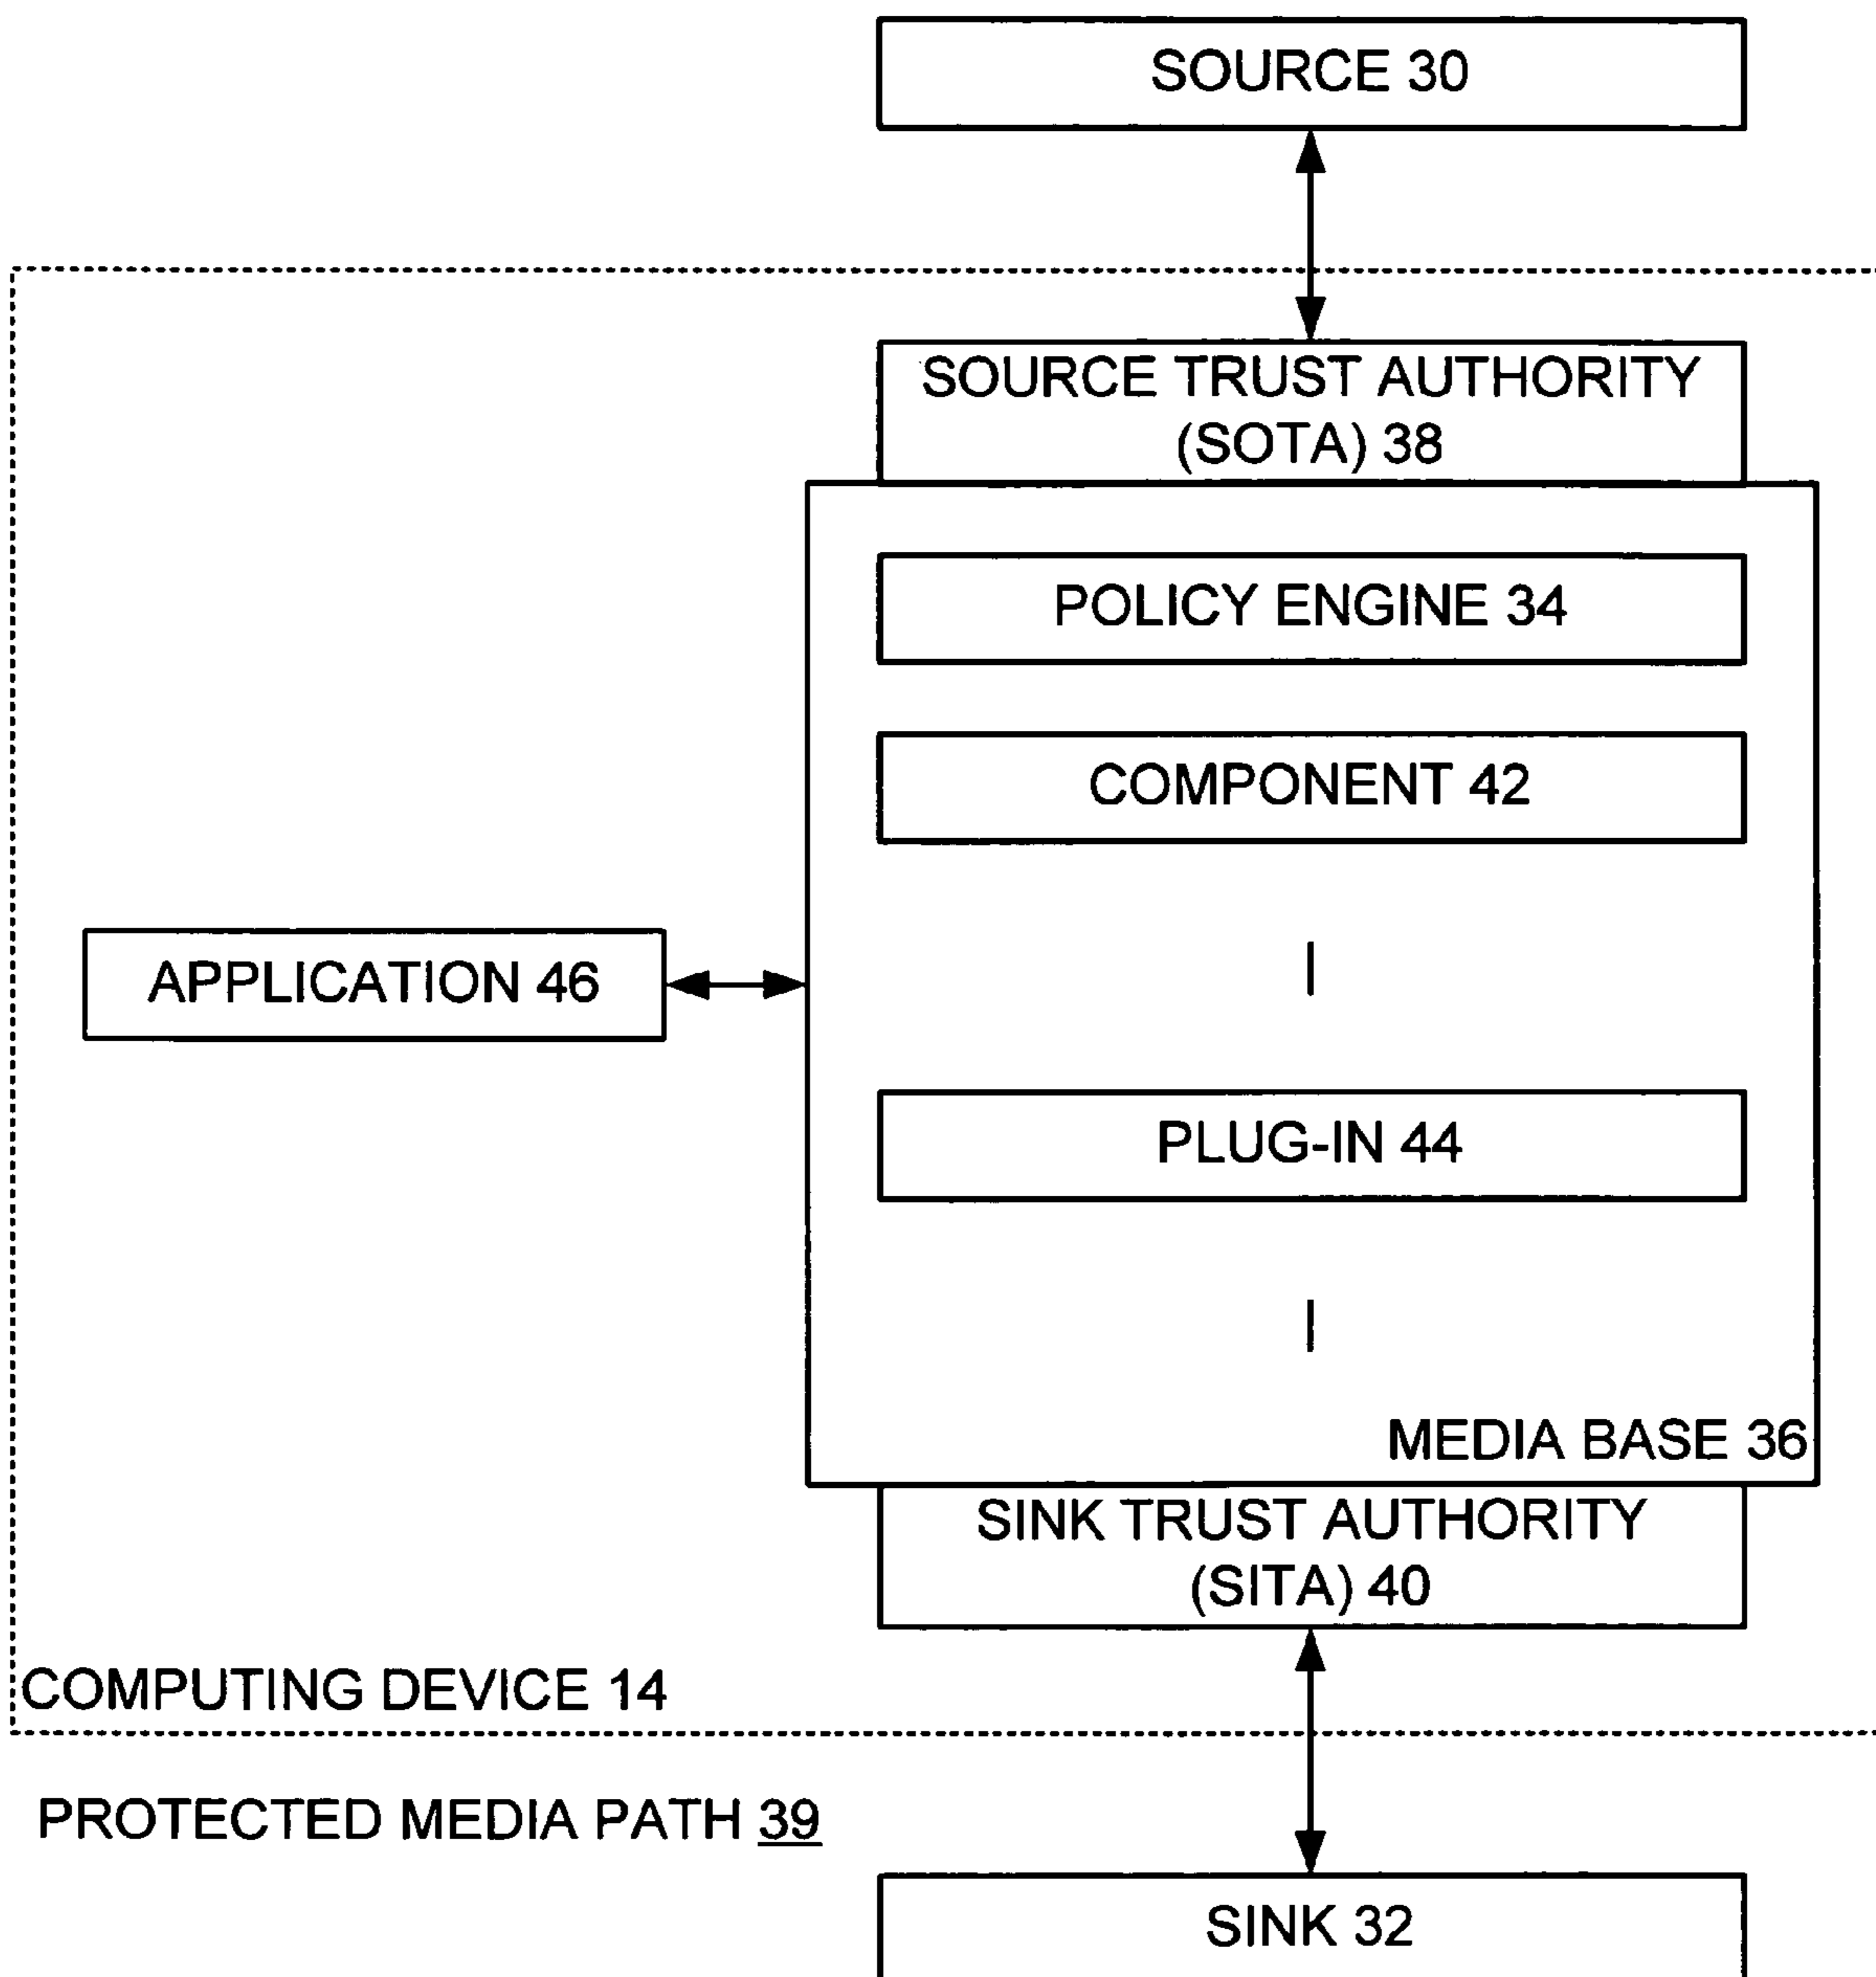 SOURCE 30
SOURCE TRUST AUTHORITY
(SOTA) 38
POLICY ENGINE 34
COMPONENT 42
APPLICATION 46
PLUG-IN 44
MEDIA BASE 36
SINK TRUST AUTHORITY
(SITA) 40
COMPUTING DEVICE 14
PROTECTED MEDIA PATH 39
SINK 32